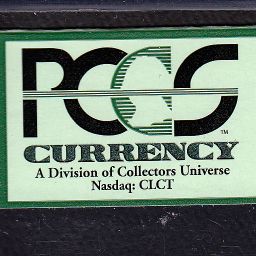 PCGS
™
CURRENCY
A Division of Collectors Universe
Nasdaq: CLCT